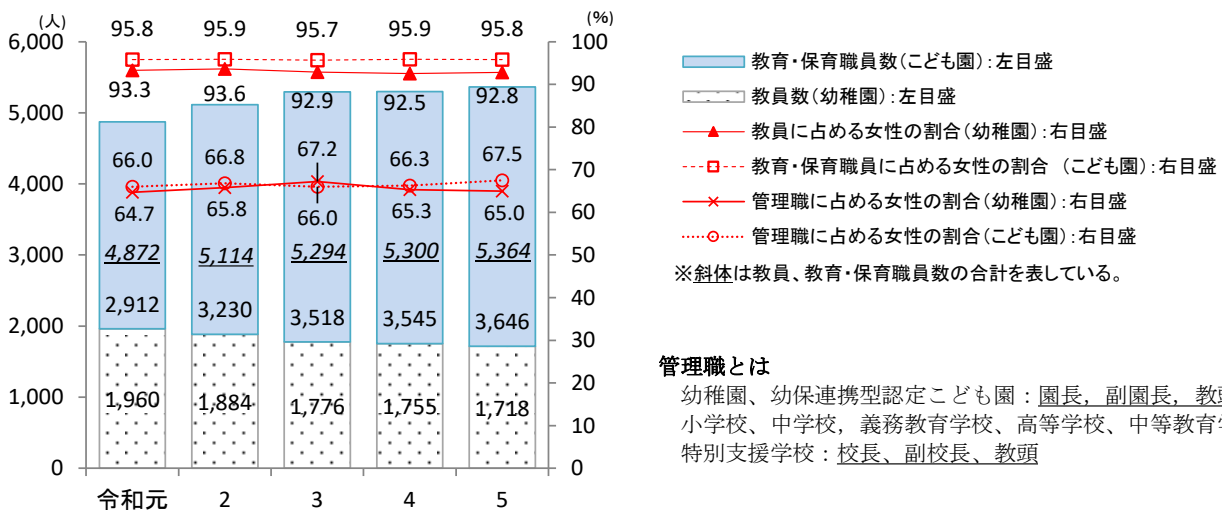 (人)
(%)
95.8 95.9 95.7 95.9 95.8
6,000
5,000
4,000
3,000
2,000
1,000
0
100
90
80
70
60
50
40
30
20
10
0
93.3 93.6 92.9 92.5 92.8
66.0 66.8 67.2 66.3 67.5
64.7 65.8 66.0 65.3 65.0
4,872 5,114 5,294 5,300 5,364
2,912 3,230 3,518 3,545 3,646
1,960 1,884 1,776 1,755 1,718
令和元 2 3 4 5
教育・保育職員数(こども園):左目盛
教員数(幼稚園):左目盛
教員に占める女性の割合(幼稚園):右目盛
教育・保育職員に占める女性の割合 (こども園):右目盛
管理職に占める女性の割合(幼稚園):右目盛
管理職に占める女性の割合(こども園):右目盛
※斜体は教員、教育・保育職員数の合計を表している。
管理職とは
幼稚園、幼保連携型認定こども園:園長,副園長,教
小学校、中学校,義務教育学校、高等学校、中等教育
特別支援学校:校長、副校長、教頭